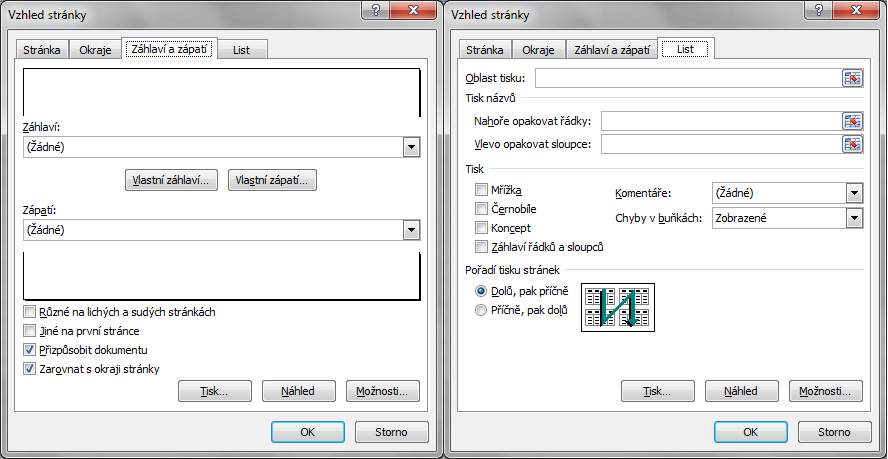 Vzhled stránky
Stránka Okraje Záhlaví a zápatí List
Záhlaví:
(Žádné)
Vlastní záhlaví... Vlastní zápatí...
Zápatí:
(Žádné)
Různé na lichých a sudých stránkách
Jiné na první stránce
Přizpůsobit dokumentu
Zarovnat s okraji stránky
Tisk... Náhled Možnosti...
OK Storno
Vzhled stránky
Stránka Okraje Záhlaví a zápatí List
Oblast tisku:
Tisk názvů
Nahoře opakovat řádky:
Vlevo opakovat sloupce:
Tisk
Mřížka Komentáře: (Žádné)
Černobíle
Chyby v buňkách: Zobrazené
Koncept
Záhlaví řádků a sloupců
Pořadí tisku stránek
Dolů, pak příčně
Příčně, pak dolů
Tisk... Náhled Možnosti...
OK Storno